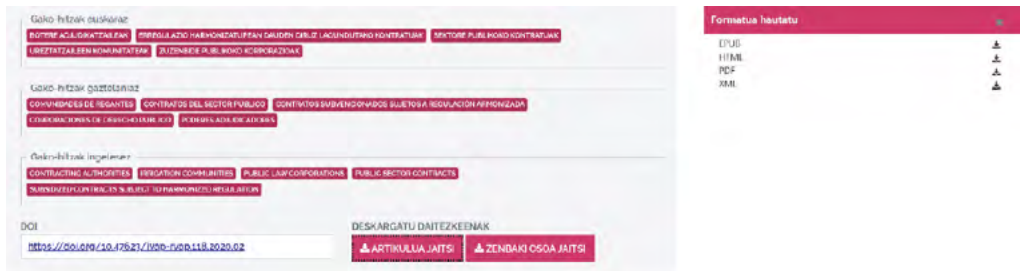 Gako-hitzak euskaraz
BOTERE ADJUDIKATZAILEAK ERREGULAZIO HARMONIZATUPEAN DAUDEN DIRUZ LAGUNDUTAKO KONTRATUAK SEKTORE PUBLIKOKO KONTRATUAK
UREZTATZAILEEN KOMUNITATEAK ZUZENBIDE PUBLIKOKO KORPORAZIOAK
Gako-hitzak gaztelaniaz
COMUNIDADES DE REGANTES CONTRATOS DEL SECTOR PÚBLICO CONTRATOS SUBVENCIONADOS SUJETOS A REGULACIÓN ARMONIZADA
CORPORACIONES DE DERECHO PÚBLICO PODERES ADJUDICADORES
Gako-hitzak ingelesez
CONTRACTING AUTHORITIES IRRIGATION COMMUNITIES PUBLIC LAW CORPORATIONS PUBLIC SECTOR CONTRACTS
SUBSIDIZED CONTRACTS SUBJECT TO HARMONIZED REGULATION
DOI
https://doi.org/10.47623/ivap-rvap.118.2020.02
DESKARGATU DAITEZKEENAK
ARTIKULUA JAITSI ZENBAKI OSOA JAITSI
Formatua hautatu
EPUB
HTML
PDF
XML